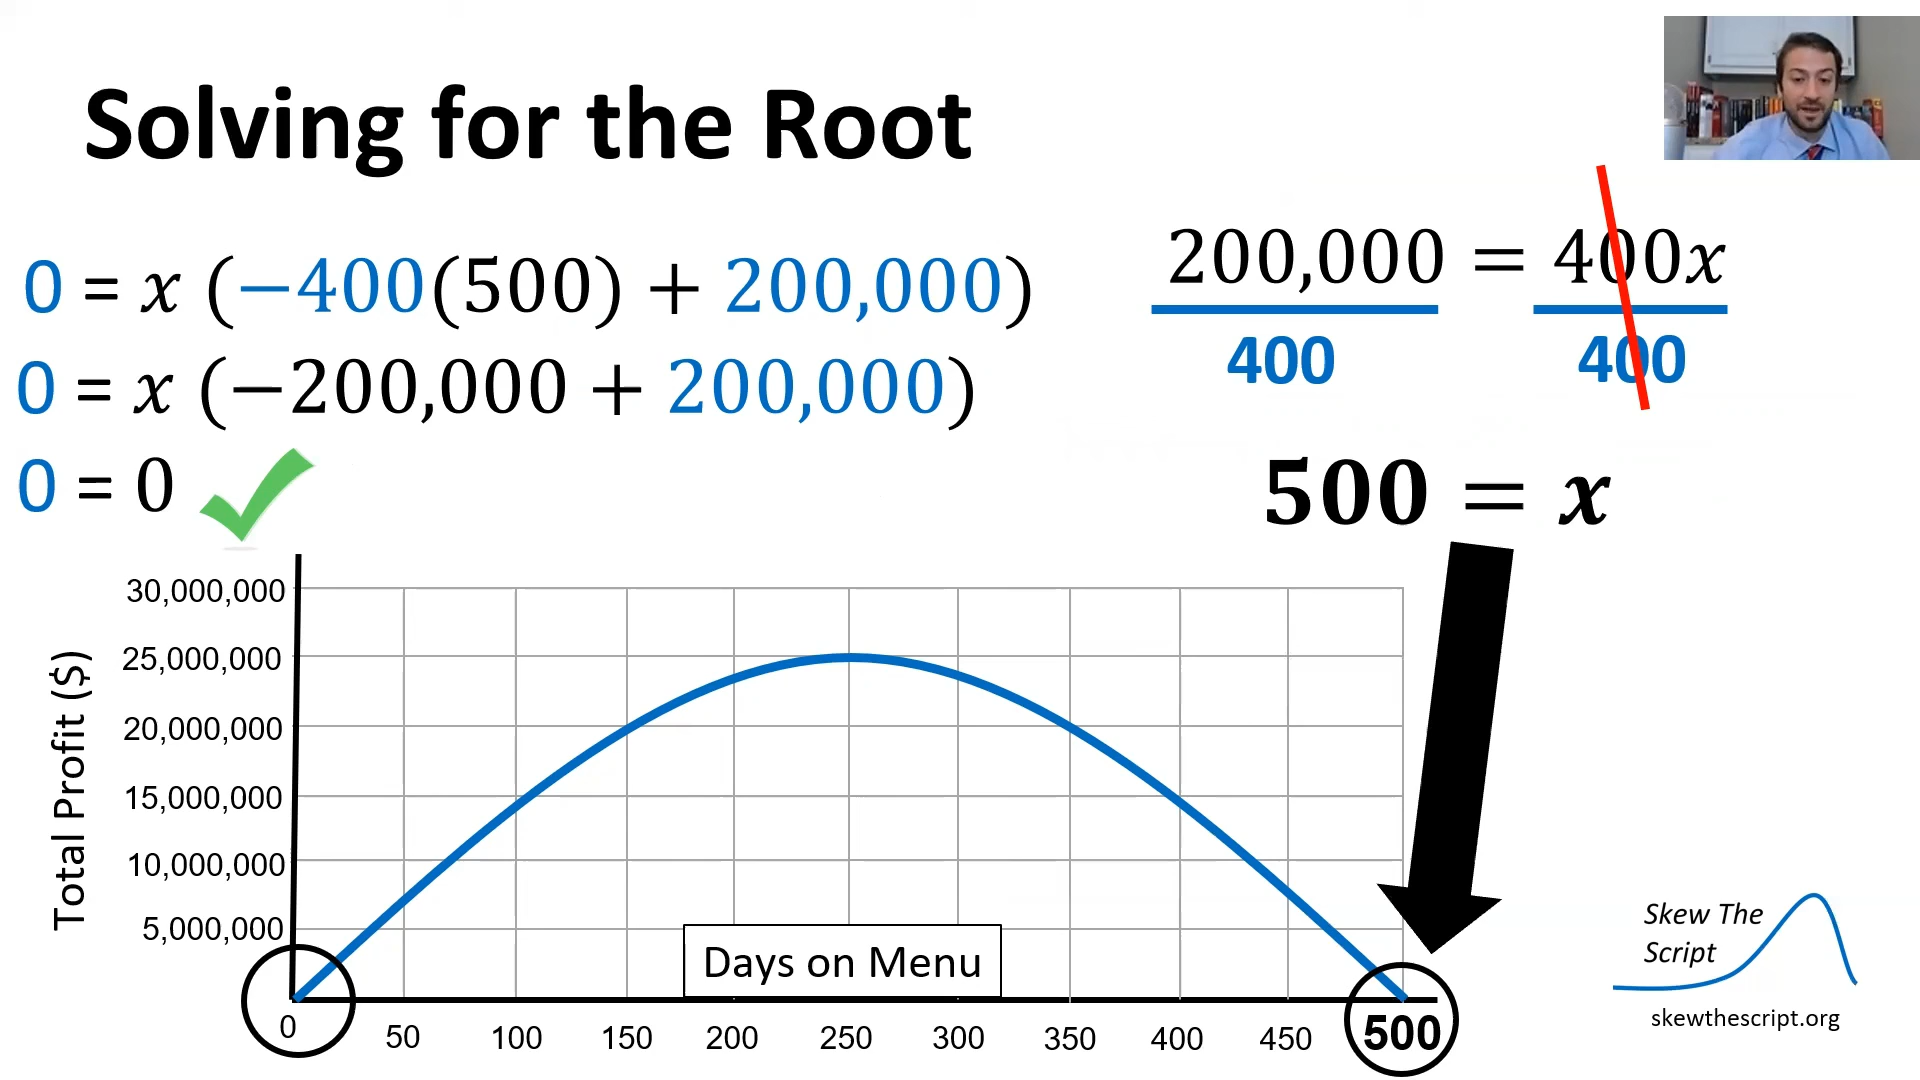 Solving for the Root
0 = x (−400(500) + 200,000)
0 = x (−200,000 + 200,000)
0 = 0
200,000 = 400x
400 400
500 = x
Total Profit ($)
30,000,000
25,000,000
20,000,000
15,000,000
10,000,000
5,000,000
Days on Menu
0 50 100 150 200 250 300 350 400 450 500
Skew The
Script
skewthescript.org